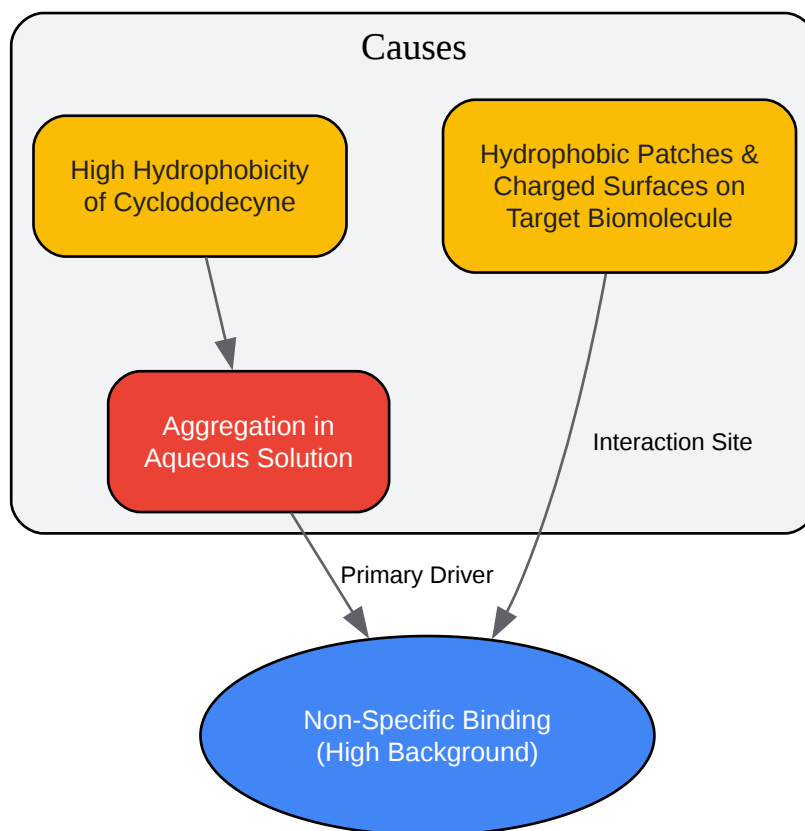 Causes
High Hydrophobicity
of Cyclododecyne
Hydrophobic Patches &
Charged Surfaces on
Target Biomolecule
Aggregation in
Aqueous Solution
Interaction Site
Primary Driver
Non-Specific Binding
(High Background)